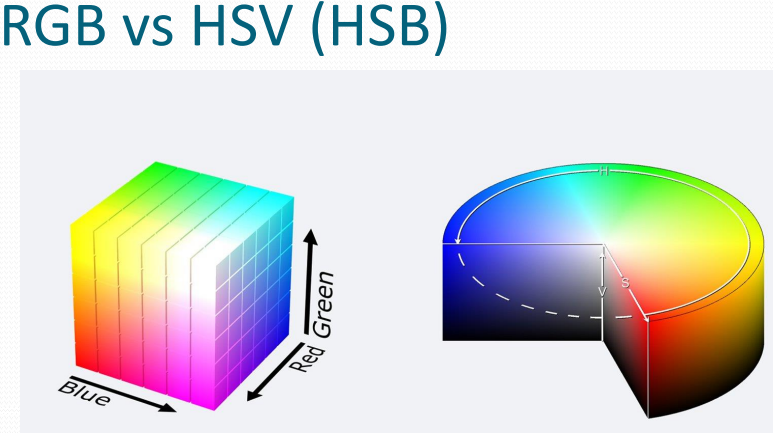 RGB vs HSV (HSB)
H
S
V
Green
Red
Blue